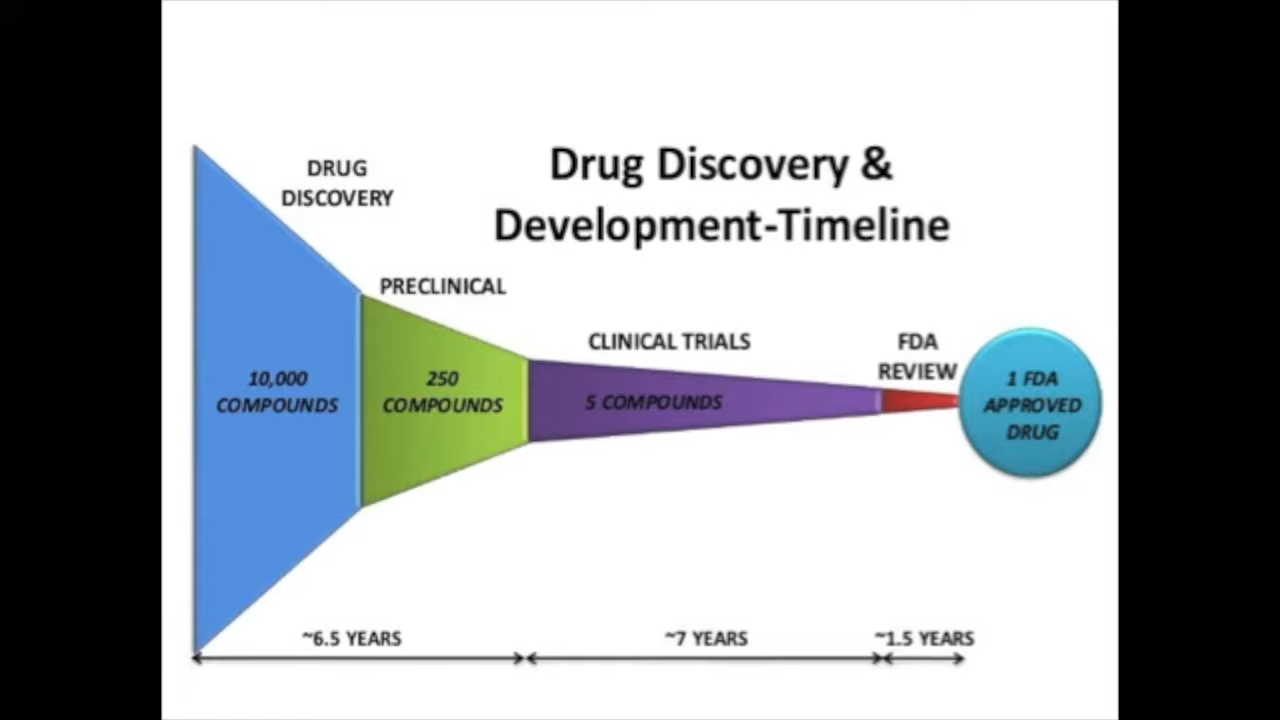 Drug Discovery &
Development-Timeline
DRUG
DISCOVERY
PRECLINICAL
CLINICAL TRIALS
FDA
REVIEW
10,000
COMPOUNDS
250
COMPOUNDS
5 COMPOUNDS
1 FDA
APPROVED
DRUG
~6.5 YEARS
~7 YEARS
~1.5 YEARS